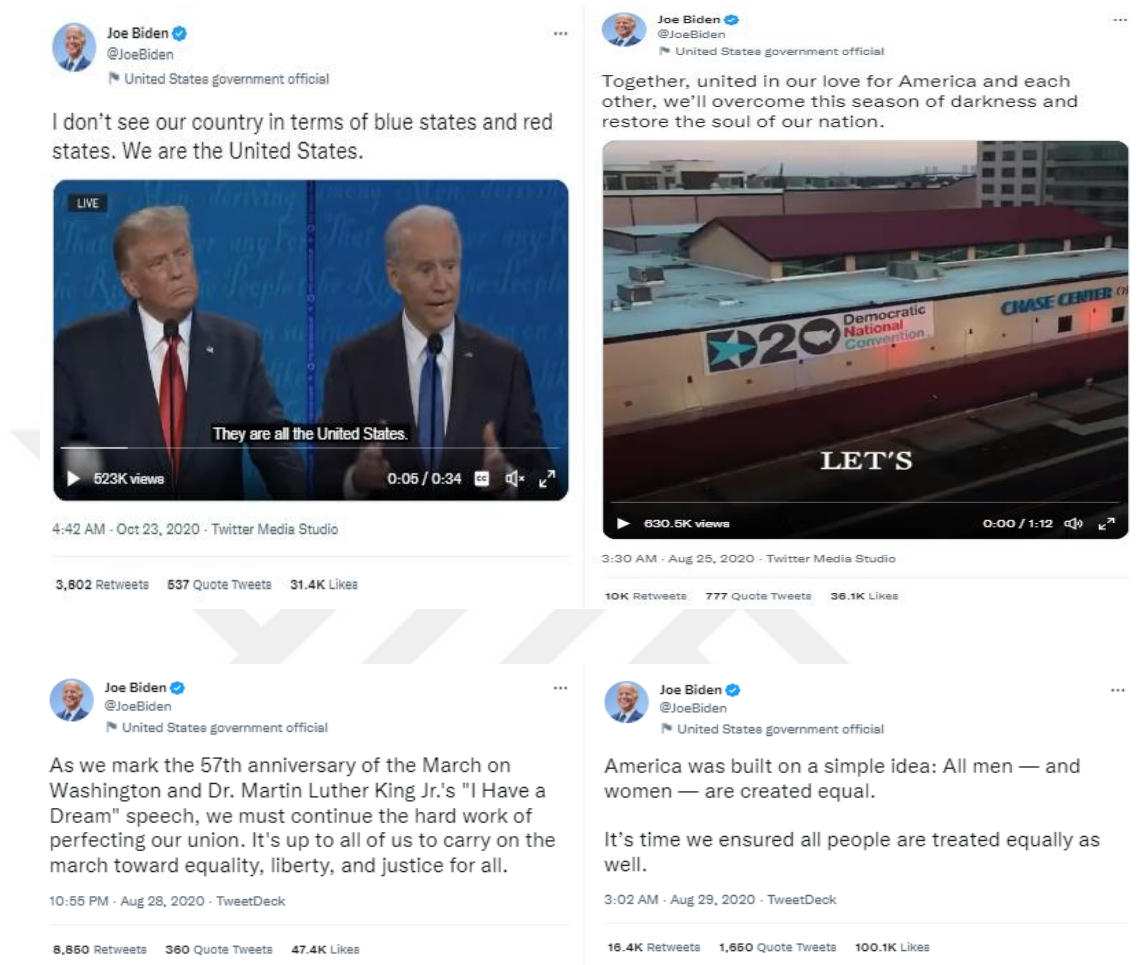 Joe Biden
@JoeBiden
United States government official
I don't see our country in terms of blue states and red
states. We are the United States.
LIVE
They are all the United States.
523K views
0:05 / 0:34
CC
4:42 AM · Oct 23, 2020 · Twitter Media Studio
3,602 Retweets 537 Quote Tweets 31.4K Likes
Joe Biden
@JoeBiden
United States government official
Together, united in our love for America and each
other, we'll overcome this season of darkness and
restore the soul of our nation.
20
Democratic
National
Convention
CHASE CENTER
LET'S
630.5K views
0:00 / 1:12
3:30 AM · Aug 25, 2020 · Twitter Media Studio
10K Retweets 777 Quote Tweets 36.1K Likes
Joe Biden
@JoeBiden
United States government official
As we mark the 57th anniversary of the March on
Washington and Dr. Martin Luther King Jr.'s "I Have a
Dream" speech, we must continue the hard work of
perfecting our union. It's up to all of us to carry on the
march toward equality, liberty, and justice for all.
10:55 PM · Aug 28, 2020 · TweetDeck
8,850 Retweets 360 Quote Tweets 47.4K Likes
Joe Biden
@JoeBiden
United States government official
America was built on a simple idea: All men — and
women — are created equal.
It's time we ensured all people are treated equally as
well.
3:02 AM · Aug 29, 2020 · TweetDeck
16.4K Retweets 1,650 Quote Tweets 100.1K Likes